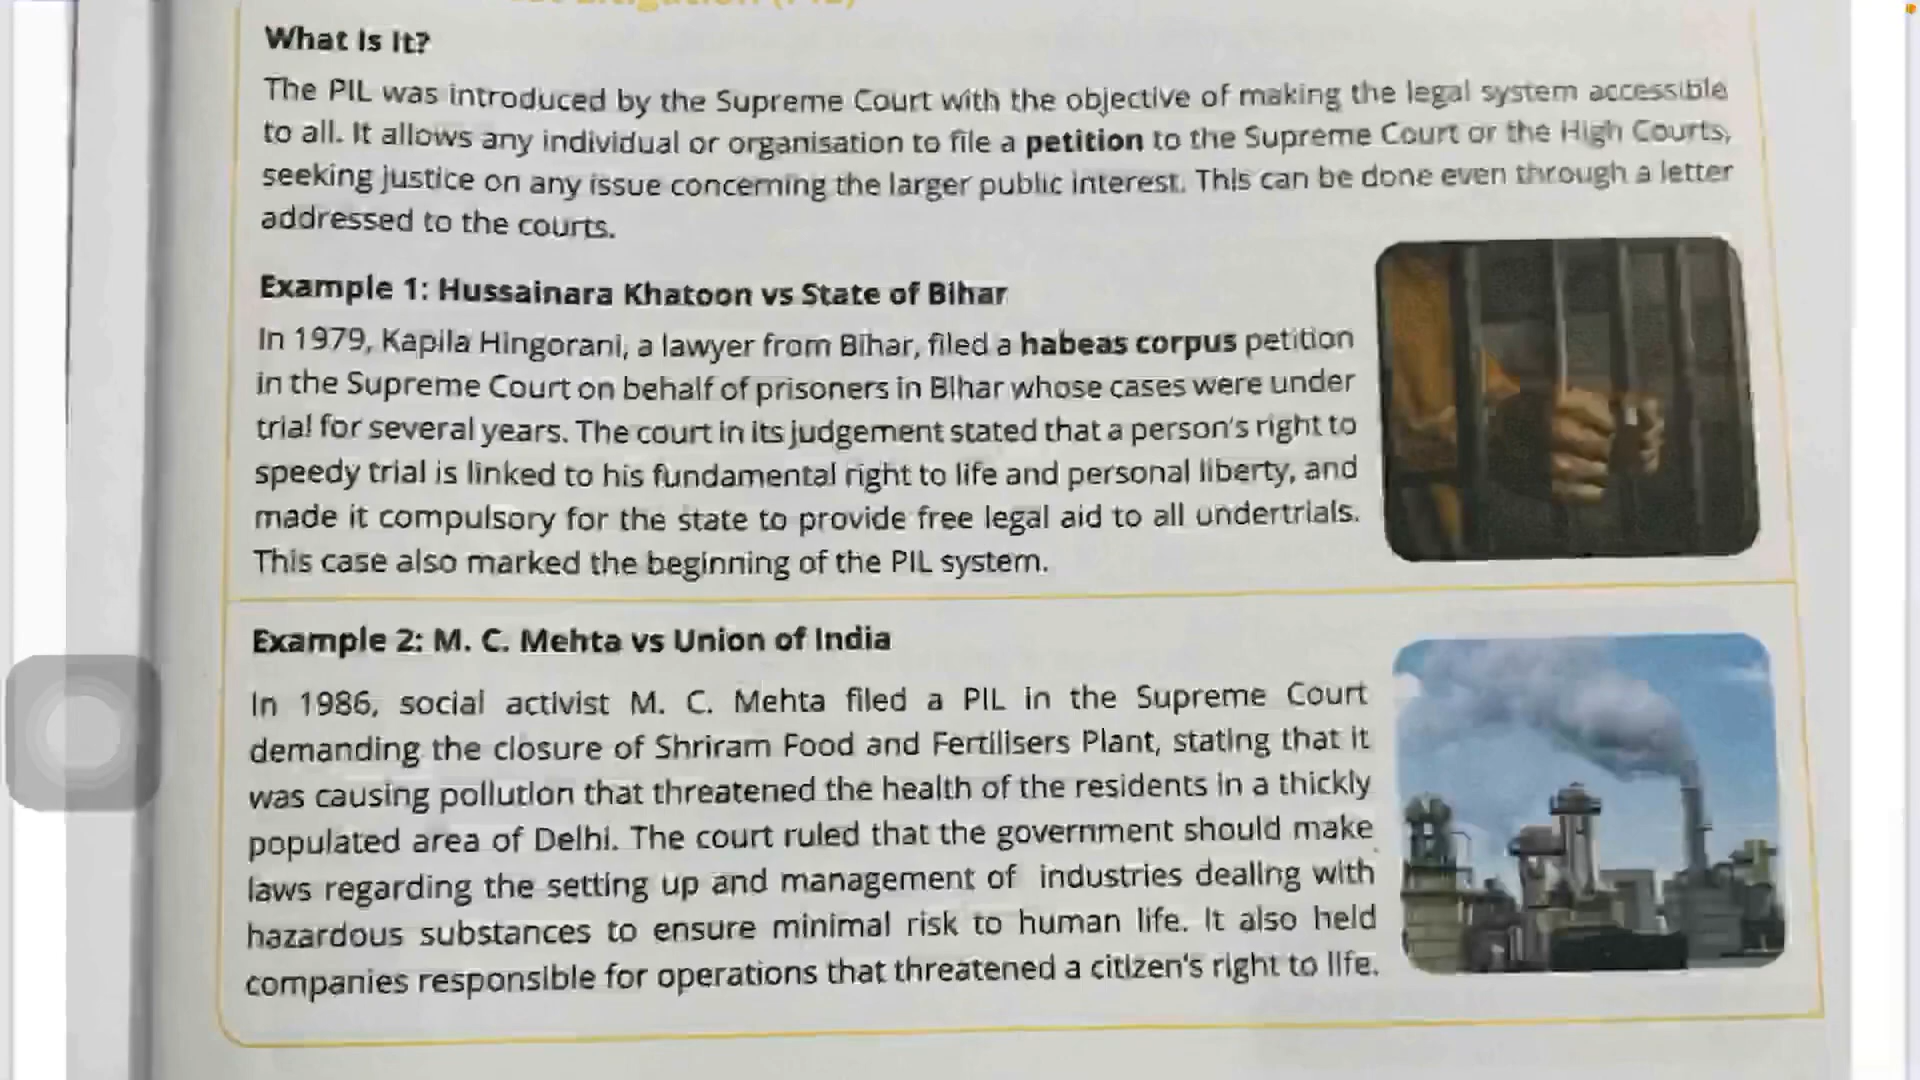 Litigation (PIL)
What Is It?
The PIL was introduced by the Supreme Court with the objective of making the legal system accessible
to all. It allows any individual or organisation to file a petition to the Supreme Court or the High Courts,
seeking justice on any issue concerning the larger public interest. This can be done even through a letter
addressed to the courts.
Example 1: Hussainara Khatoon vs State of Bihar
In 1979, Kapila Hingorani, a lawyer from Bihar, filed a habeas corpus petition
in the Supreme Court on behalf of prisoners in Bihar whose cases were under
trial for several years. The court in its judgement stated that a person's right to
speedy trial is linked to his fundamental right to life and personal liberty, and
made it compulsory for the state to provide free legal aid to all undertrials.
This case also marked the beginning of the PIL system.
Example 2: M. C. Mehta vs Union of India
In 1986, social activist M. C. Mehta filed a PIL in the Supreme Court
demanding the closure of Shriram Food and Fertilisers Plant, stating that it
was causing pollution that threatened the health of the residents in a thickly
populated area of Delhi. The court ruled that the government should make
laws regarding the setting up and management of industries dealing with
hazardous substances to ensure minimal risk to human life. It also held
companies responsible for operations that threatened a citizen's right to life.